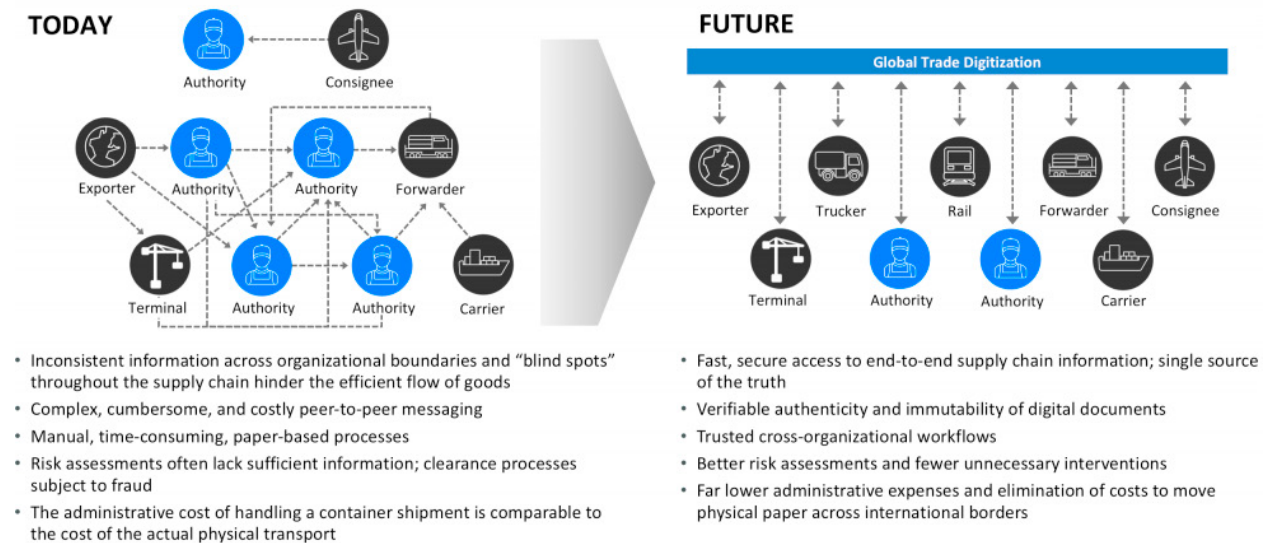 TODAY
Authority
Consignee
Exporter
Authority
Authority
Forwarder
Terminal
Authority
Authority
Carrier
• Inconsistent information across organizational boundaries and “blind spots”
throughout the supply chain hinder the efficient flow of goods
• Complex, cumbersome, and costly peer-to-peer messaging
• Manual, time-consuming, paper-based processes
• Risk assessments often lack sufficient information; clearance processes
subject to fraud
• The administrative cost of handling a container shipment is comparable to
the cost of the actual physical transport
FUTURE
Global Trade Digitization
Exporter
Trucker
Rail
Forwarder
Consignee
Terminal
Authority
Authority
Carrier
• Fast, secure access to end-to-end supply chain information; single source
of the truth
• Verifiable authenticity and immutability of digital documents
• Trusted cross-organizational workflows
• Better risk assessments and fewer unnecessary interventions
• Far lower administrative expenses and elimination of costs to move
physical paper across international borders